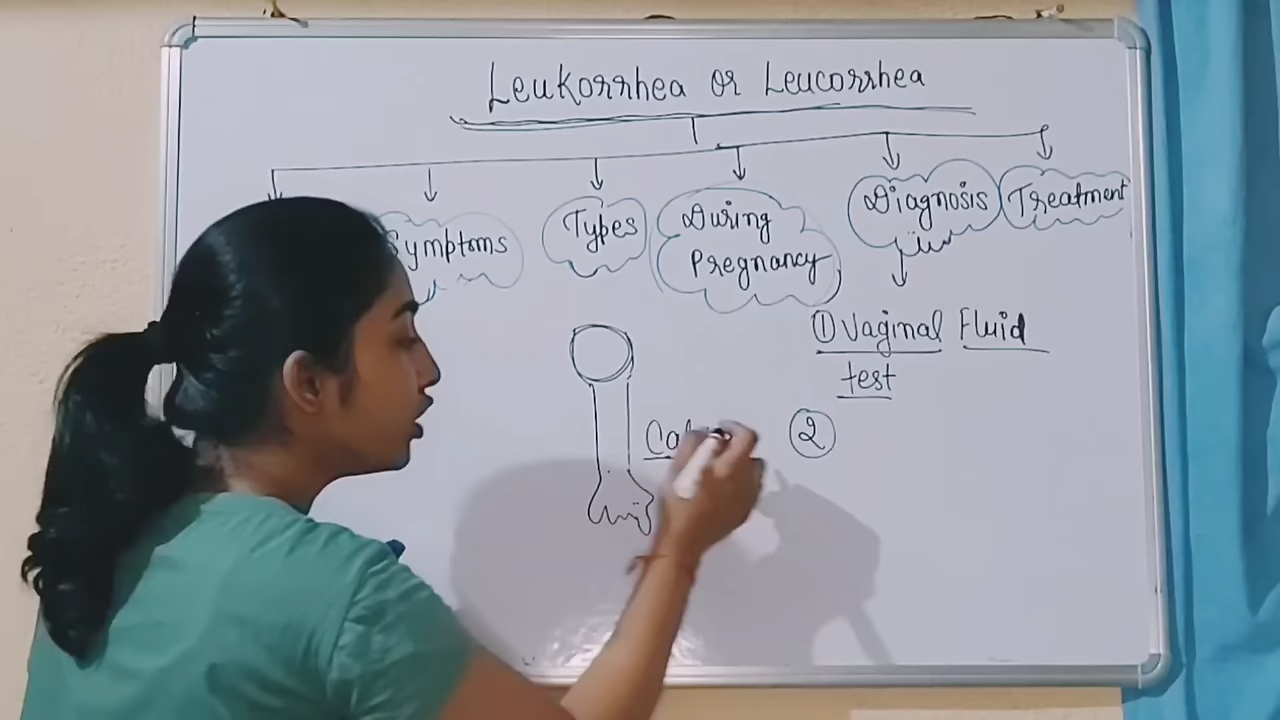 Leukorrhea or Leucorrhea
Symptoms
Types
During
Pregnancy
Diagnosis
Treatment
① Vaginal Fluid
test
②